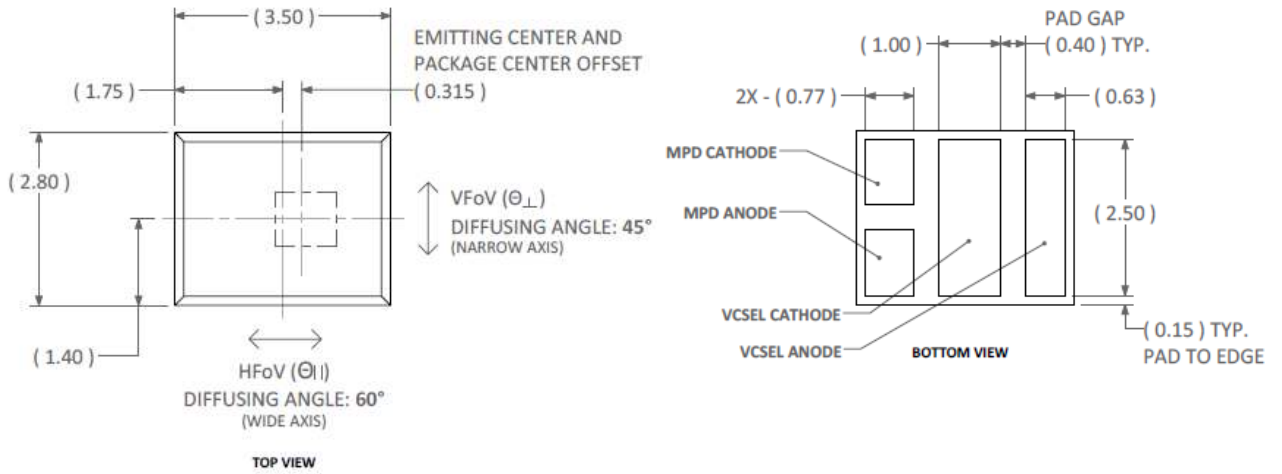 ( 3.50 )
EMITTING CENTER AND
PACKAGE CENTER OFFSET
( 0.315 )
( 1.75 )
( 2.80 )
VFoV (Θ⊥)
DIFFUSING ANGLE: 45°
(NARROW AXIS)
( 1.40 )
HFoV (Θ||)
DIFFUSING ANGLE: 60°
(WIDE AXIS)
TOP VIEW
PAD GAP
( 1.00 )
( 0.40 ) TYP.
2X - ( 0.77 )
( 0.63 )
MPD CATHODE
MPD ANODE
( 2.50 )
VCSEL CATHODE
VCSEL ANODE
BOTTOM VIEW
( 0.15 ) TYP.
PAD TO EDGE